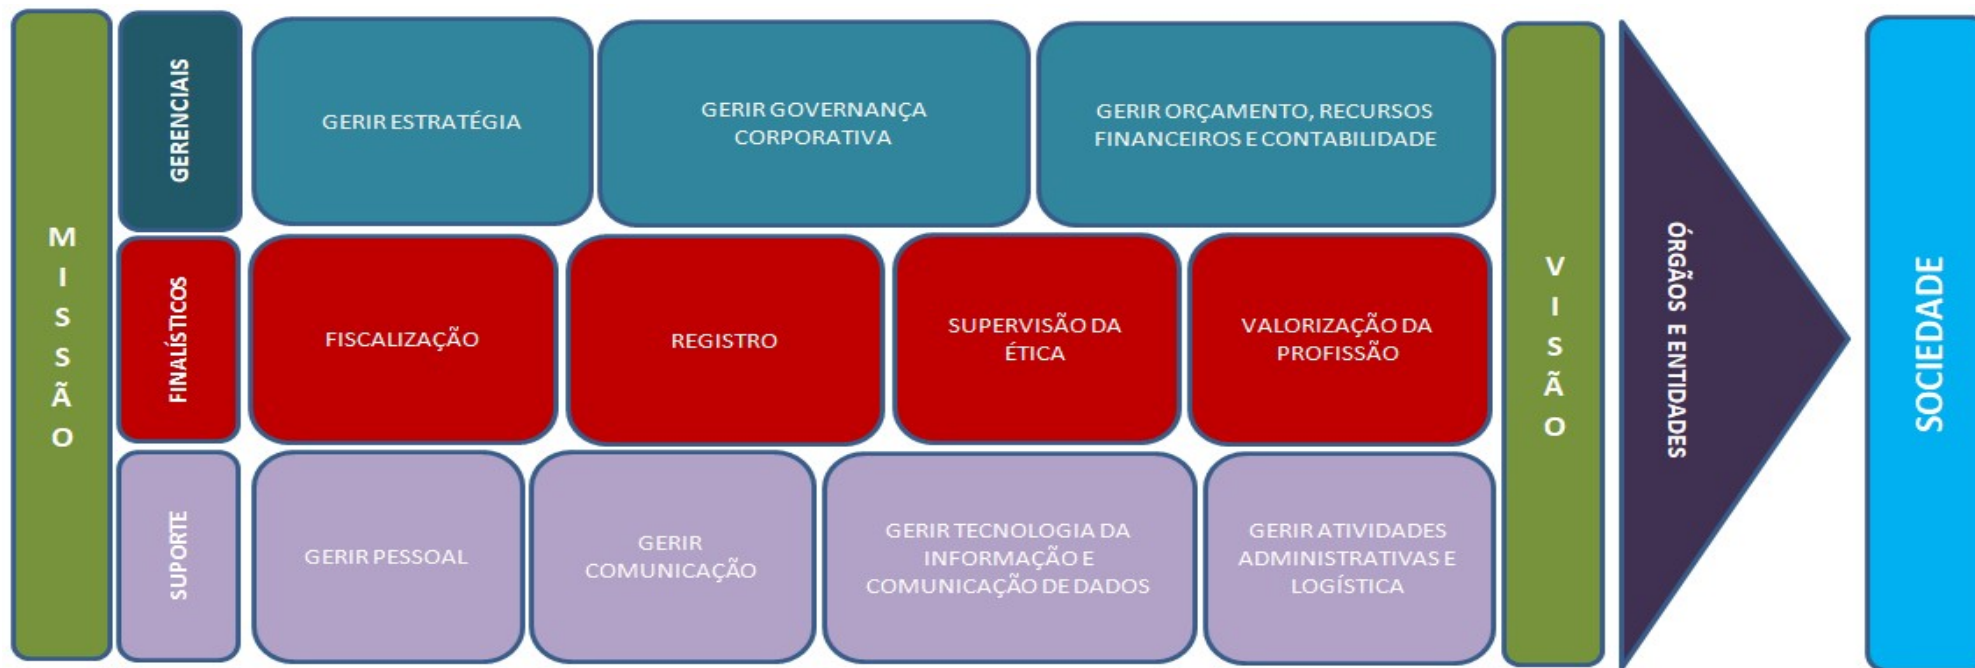 MISSÃO
GERENCIAIS
GERIR ESTRATÉGIA
GERIR GOVERNANÇA
CORPORATIVA
GERIR ORÇAMENTO, RECURSOS
FINANCEIROS E CONTABILIDADE
FINALÍSTICOS
FISCALIZAÇÃO
REGISTRO
SUPERVISÃO DA
ÉTICA
VALORIZAÇÃO DA
PROFISSÃO
SUPORTE
GERIR PESSOAL
GERIR
COMUNICAÇÃO
GERIR TECNOLOGIA DA
INFORMAÇÃO E
COMUNICAÇÃO DE DADOS
GERIR ATIVIDADES
ADMINISTRATIVAS E
LOGÍSTICA
VISÃO
ÓRGÃOS E ENTIDADES
SOCIEDADE